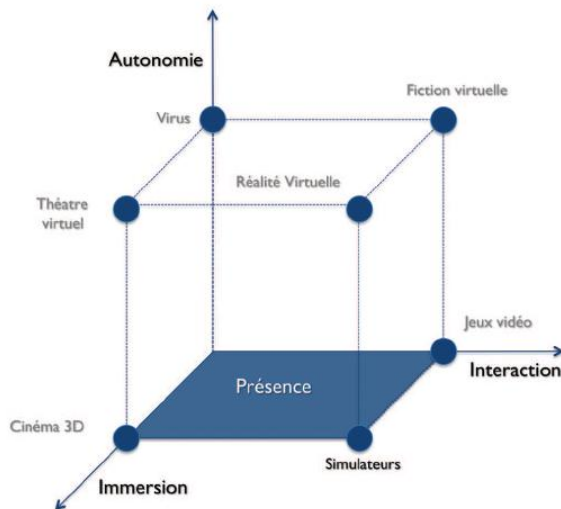 Autonomie
Fiction virtuelle
Virus
Réalité Virtuelle
Théatre
virtuel
Jeux vidéo
Présence
Interaction
Cinéma 3D
Simulateurs
Immersion